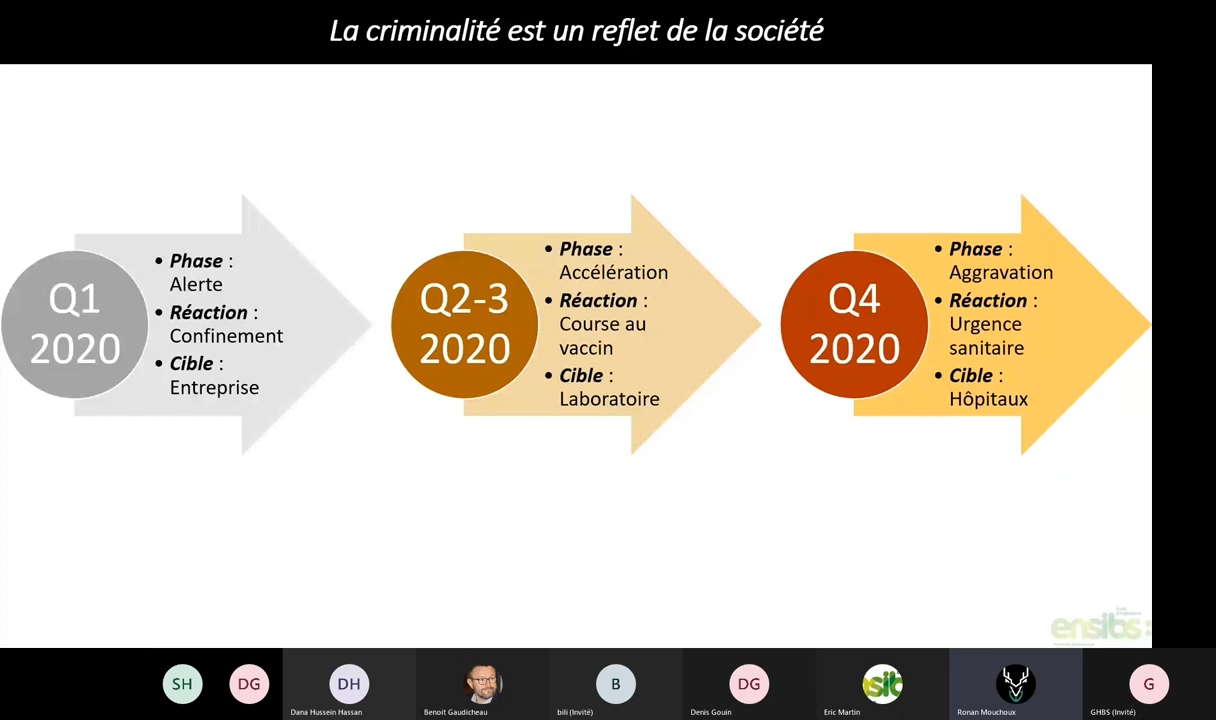 La criminalité est un reflet de la société
Q1
2020
• Phase :
Alerte
• Réaction :
Confinement
• Cible :
Entreprise
Q2-3
2020
• Phase :
Accélération
• Réaction :
Course au
vaccin
• Cible :
Laboratoire
Q4
2020
• Phase :
Aggravation
• Réaction :
Urgence
sanitaire
• Cible :
Hôpitaux
ensibs:
SH
DG
DH
Dana Hussein Hassan
Benoit Gaudicheau
B
bili (Invité)
DG
Denis Gouin
sib
Eric Martin
Ronan Mouchoux
G
GHBS (Invité)